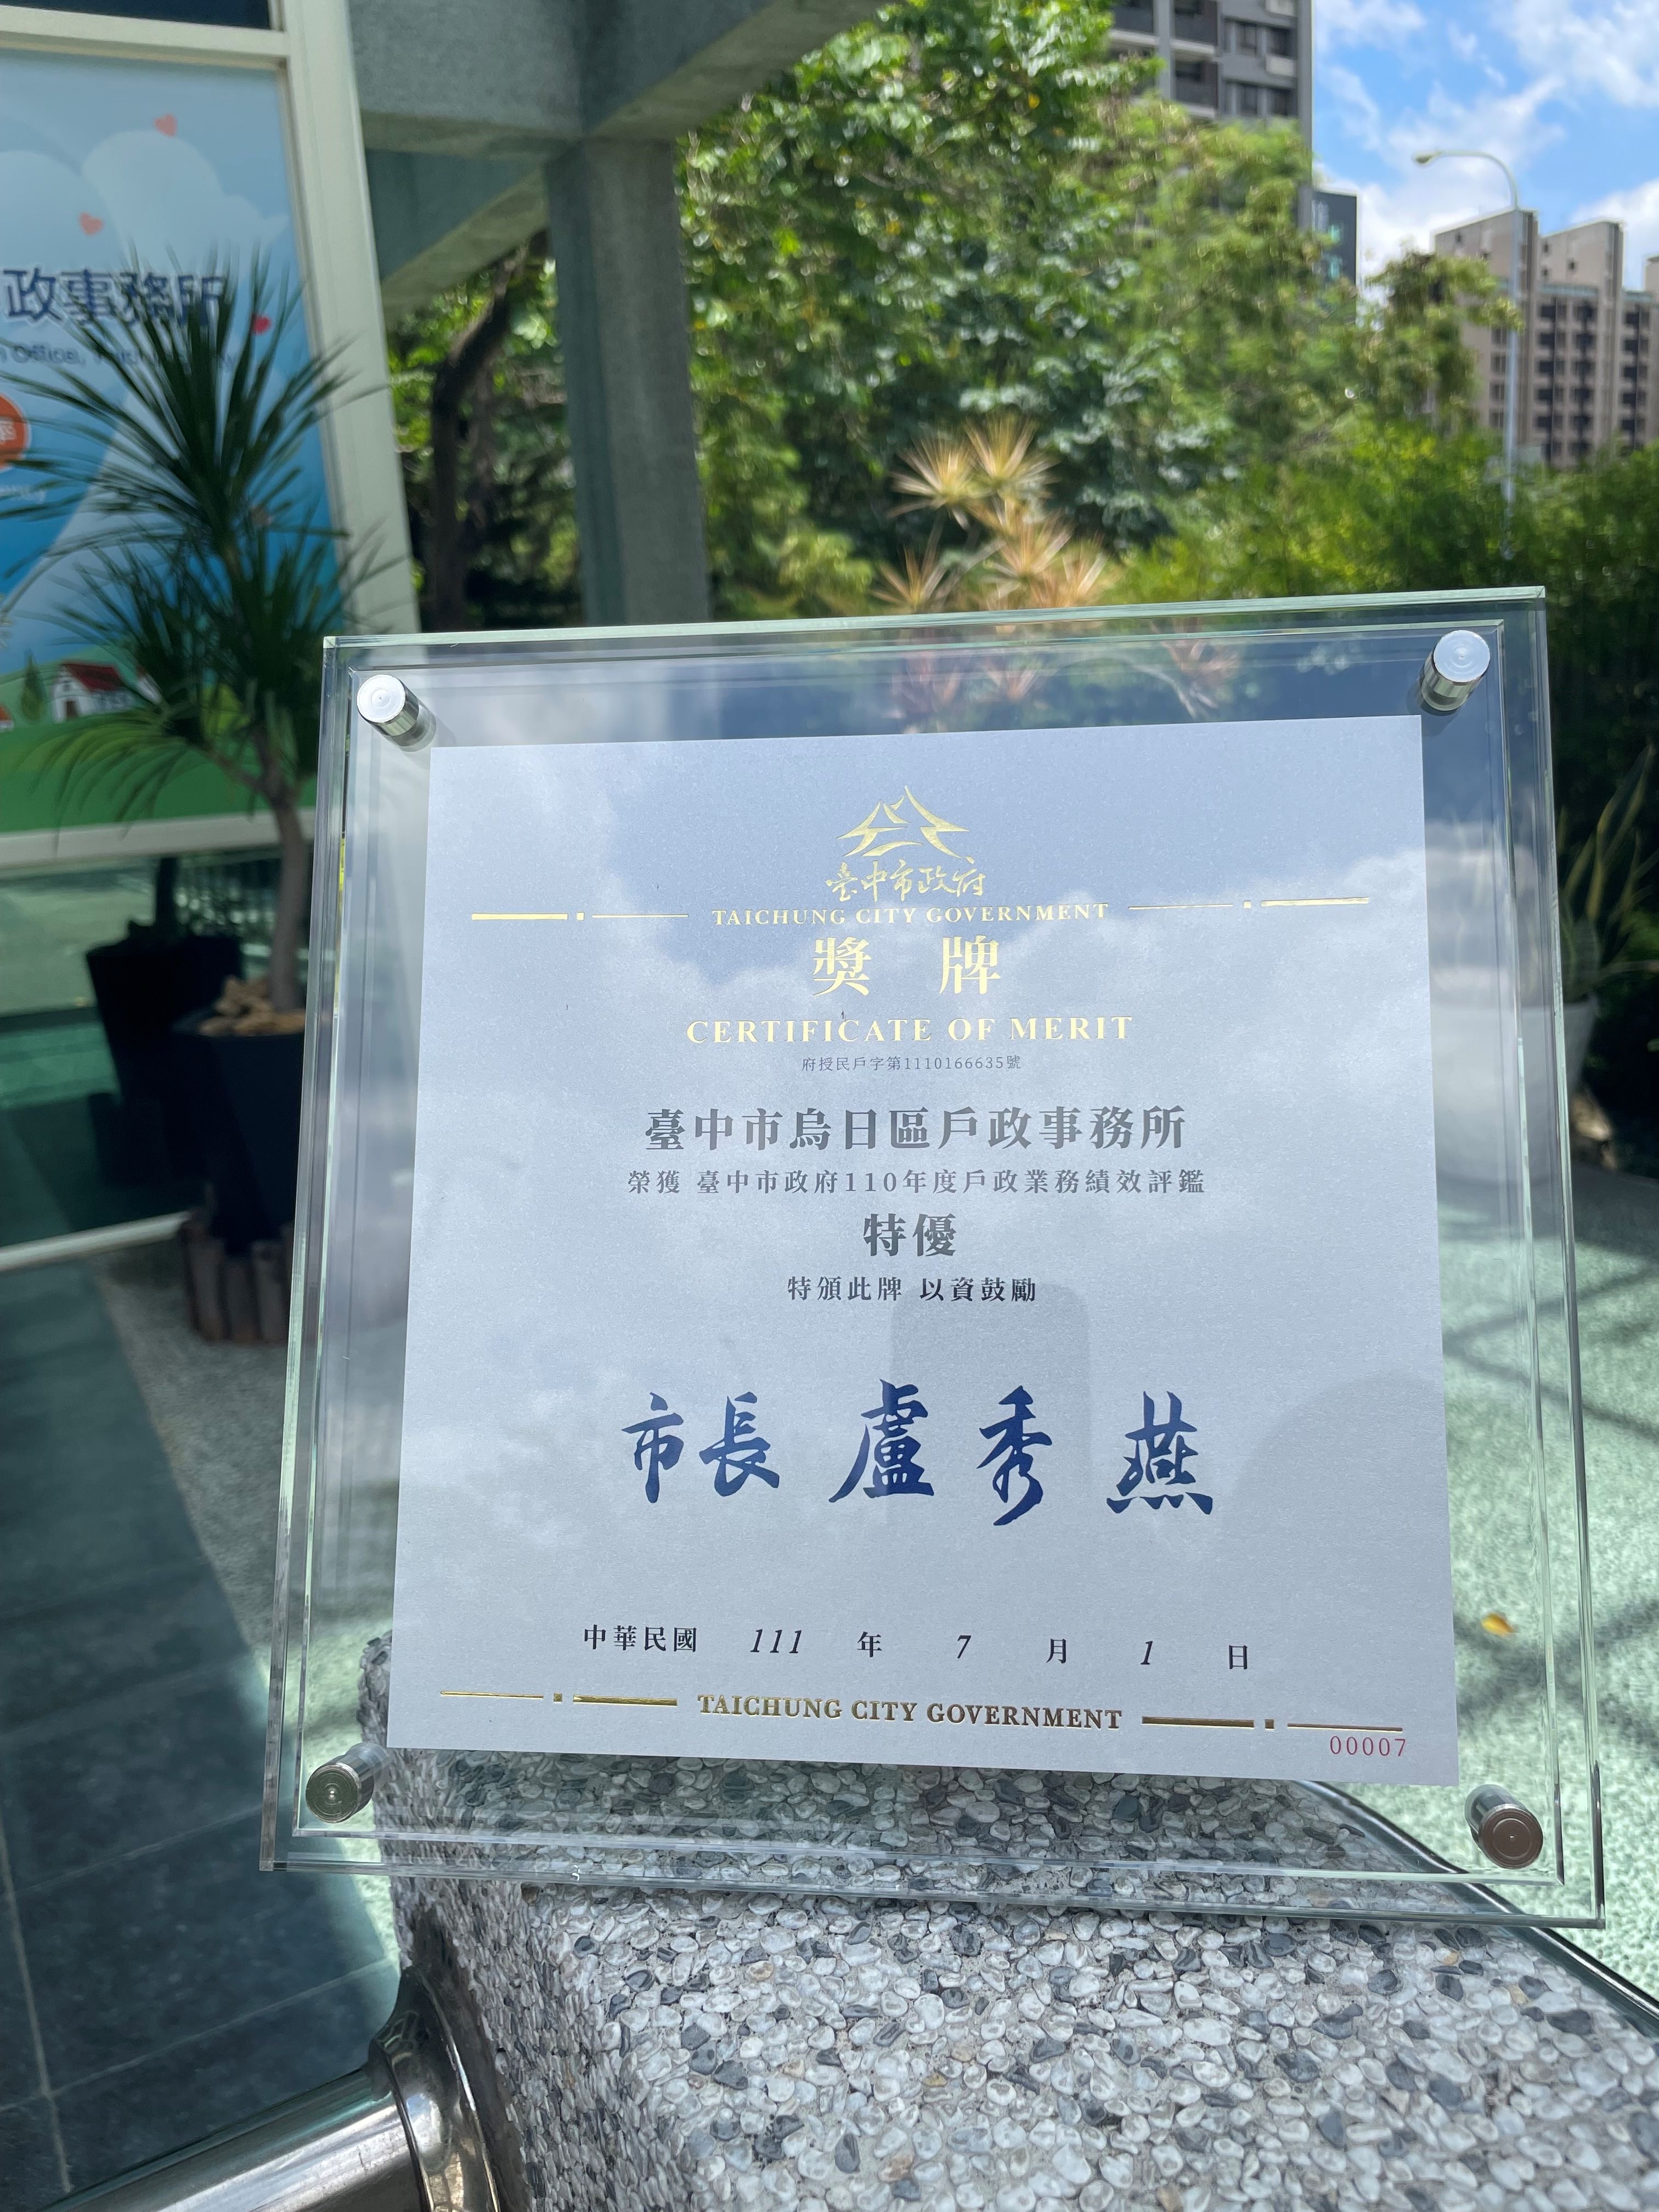 政事務所
Office,
臺中市政府
TAICHUNG CITY GOVERNMENT
獎 牌
CERTIFICATE OF MERIT
府授民戶字第1110166635號
臺中市烏日區戶政事務所
榮獲 臺中市政府110年度戶政業務績效評鑑
特優
特頒此牌 以資鼓勵
市長 盧秀燕
中華民國 111 年 7 月 1 日
TAICHUNG CITY GOVERNMENT
00007